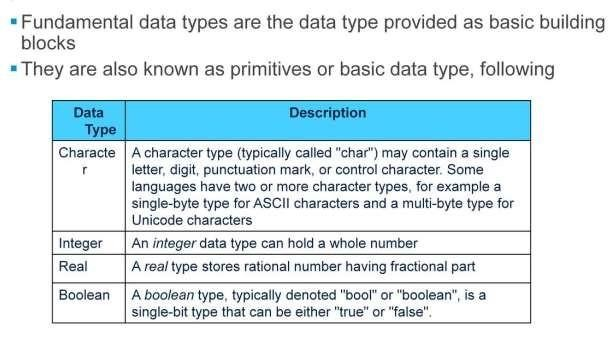 ▪ Fundamental data types are the data type provided as basic building
blocks
▪ They are also known as primitives or basic data type, following
Data
Type
Description
Characte
r
A character type (typically called "char") may contain a single
letter, digit, punctuation mark, or control character. Some
languages have two or more character types, for example a
single-byte type for ASCII characters and a multi-byte type for
Unicode characters
Integer
An integer data type can hold a whole number
Real
A real type stores rational number having fractional part
Boolean
A boolean type, typically denoted "bool" or "boolean", is a
single-bit type that can be either "true" or "false".